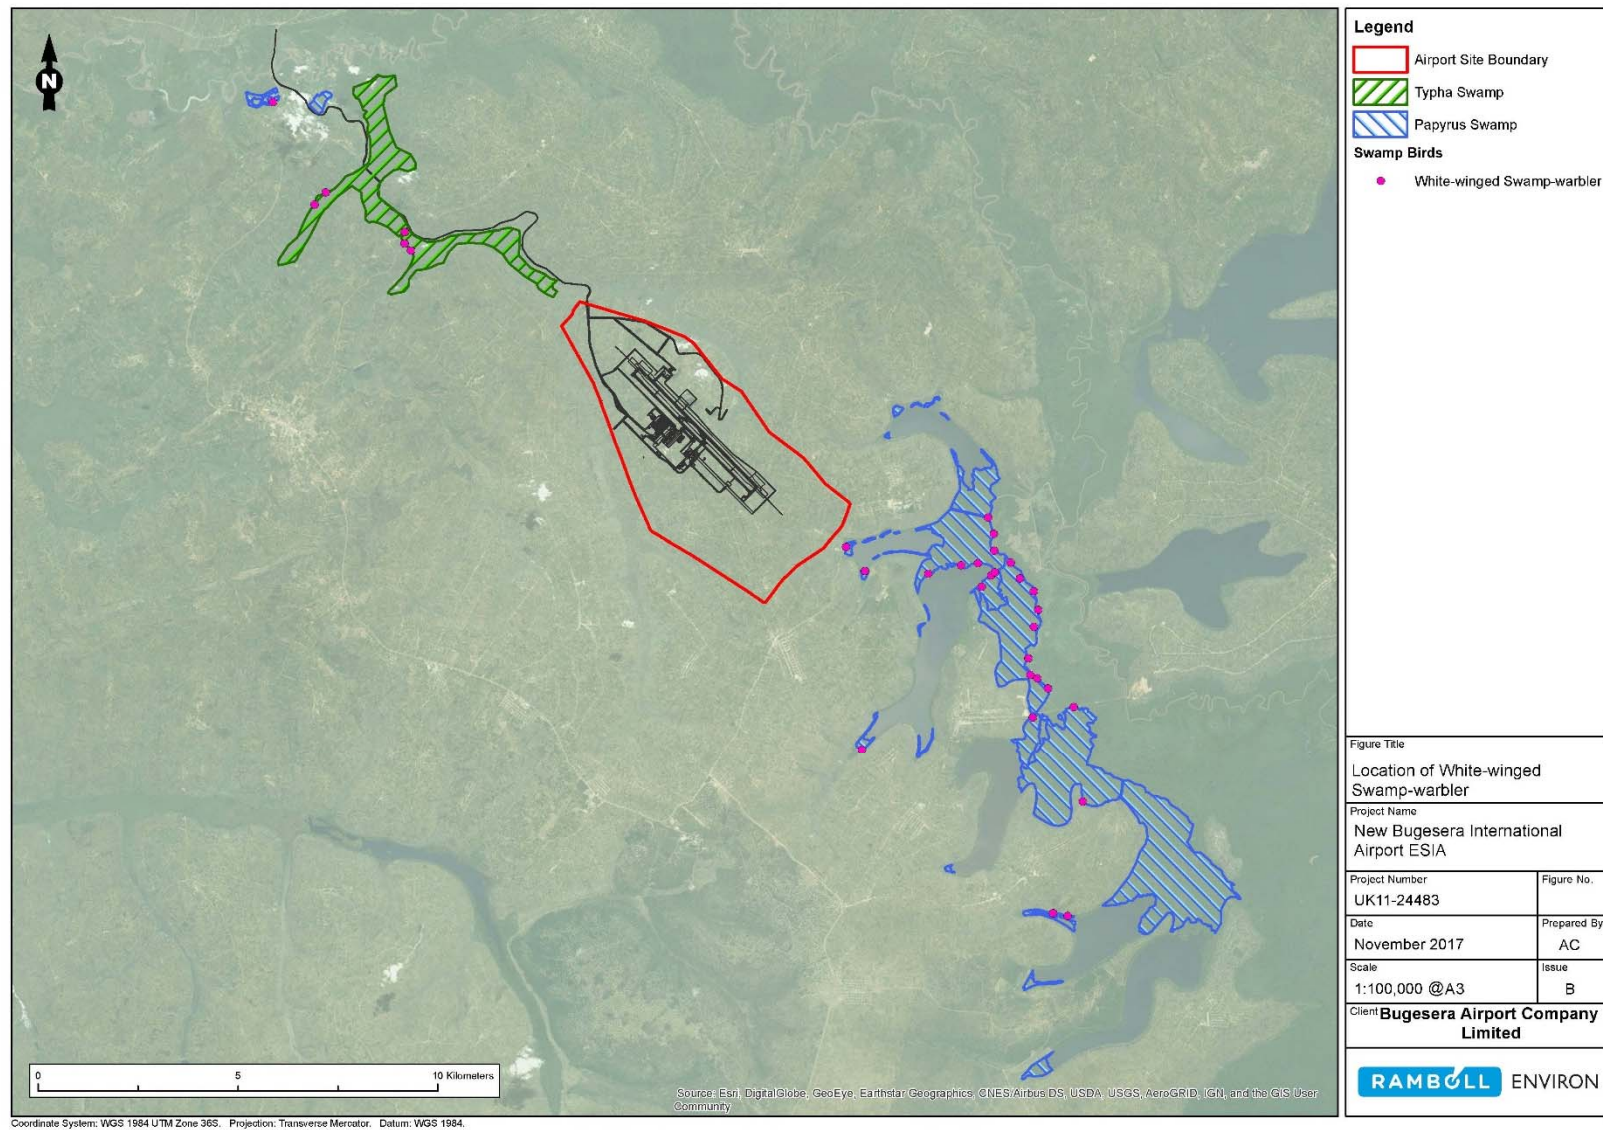 N
Legend
Airport Site Boundary
Typha Swamp
Papyrus Swamp
Swamp Birds
White-winged Swamp-warbler
Figure Title
Location of White-winged
Swamp-warbler
Project Name
New Bugesera International
Airport ESIA
Project Number
UK11-24483
Figure No.
Date
November 2017
Prepared By
AC
Scale
1:100,000 @A3
Issue
B
Client Bugesera Airport Company
Limited
RAMBOLL ENVIRON
0 5 10 Kilometers
Source: Esri, DigitalGlobe, GeoEye, Earthstar Geographics, CNES/Airbus DS, USDA, USGS, AeroGRID, IGN, and the GIS User
Community
Coordinate System: WGS 1984 UTM Zone 36S. Projection: Transverse Mercator. Datum: WGS 1984.